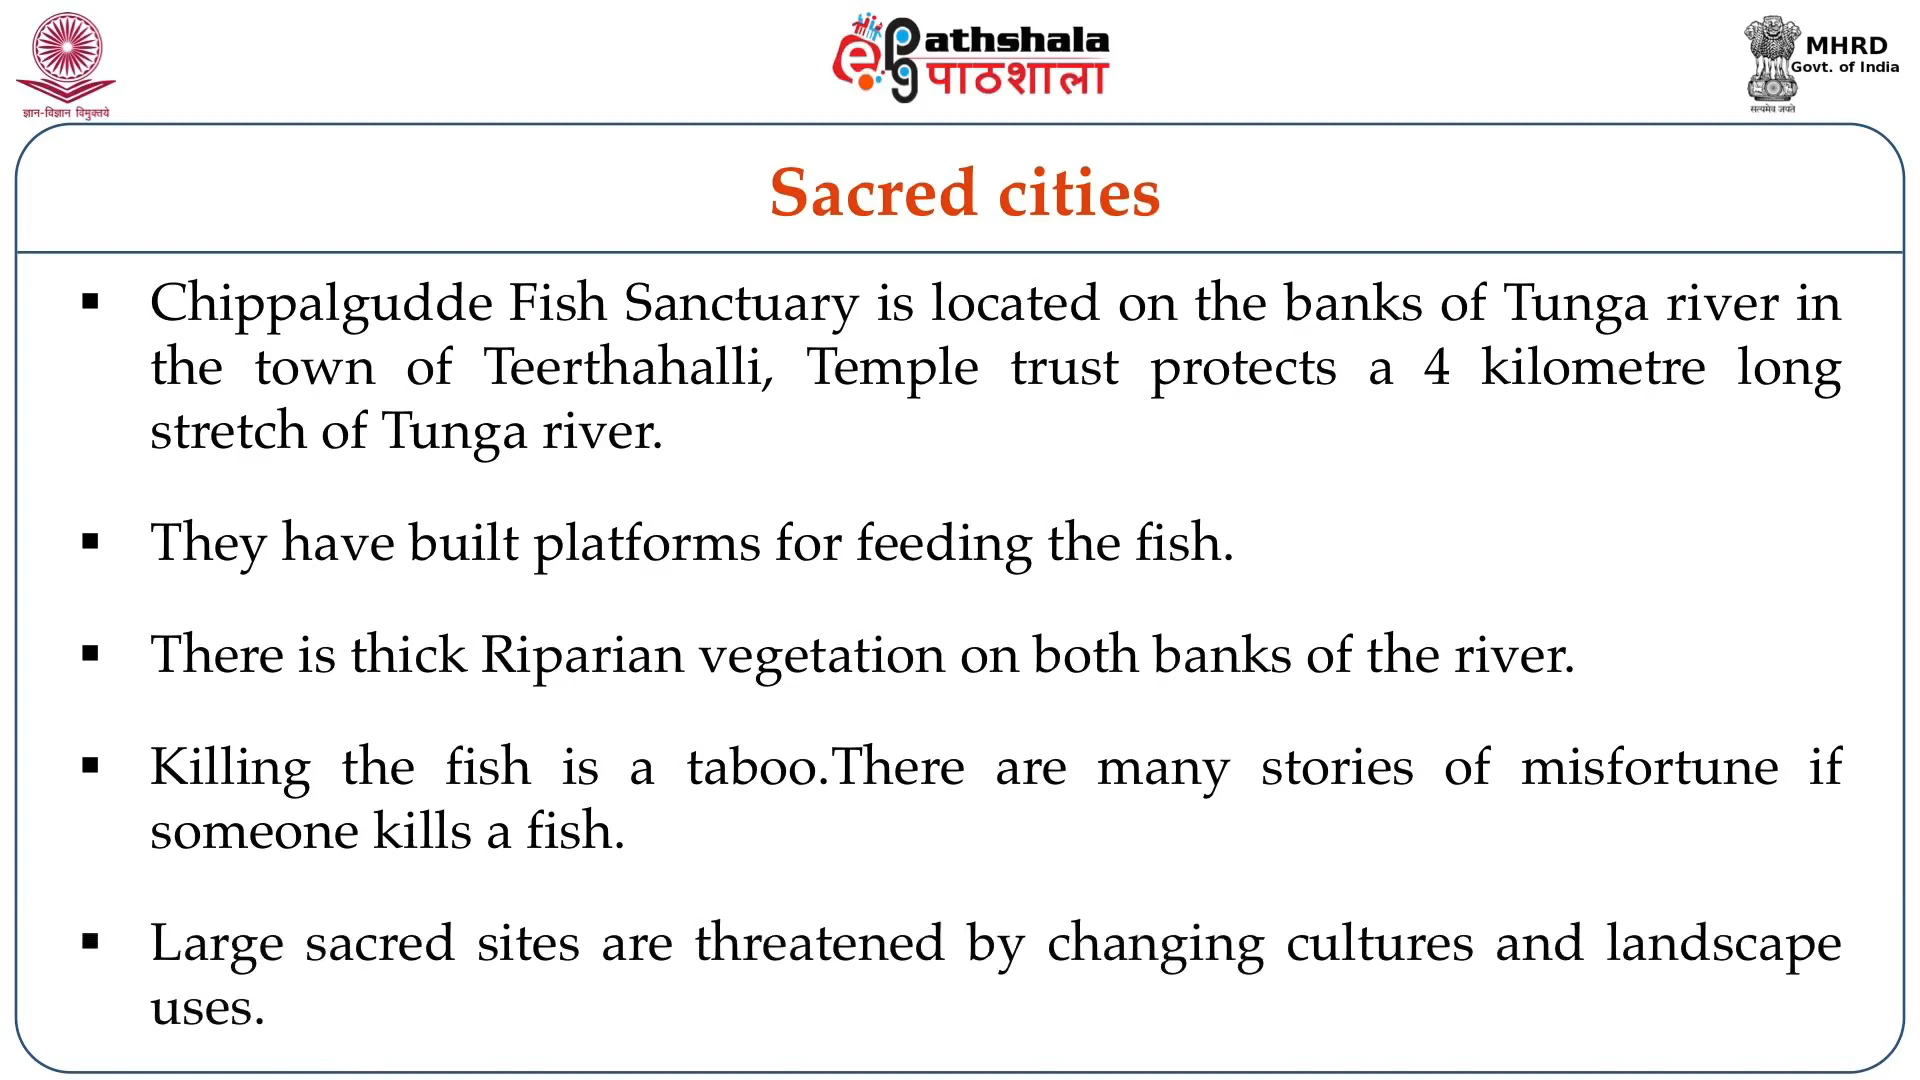 ज्ञान-विज्ञान विमुक्तये
ePG Pathshala
पाठशाला
सत्यमेव जयते
MHRD
Govt. of India
Sacred cities
▪ Chippalgudde Fish Sanctuary is located on the banks of Tunga river in
the town of Teerthahalli, Temple trust protects a 4 kilometre long
stretch of Tunga river.
▪ They have built platforms for feeding the fish.
▪ There is thick Riparian vegetation on both banks of the river.
▪ Killing the fish is a taboo.There are many stories of misfortune if
someone kills a fish.
▪ Large sacred sites are threatened by changing cultures and landscape
uses.